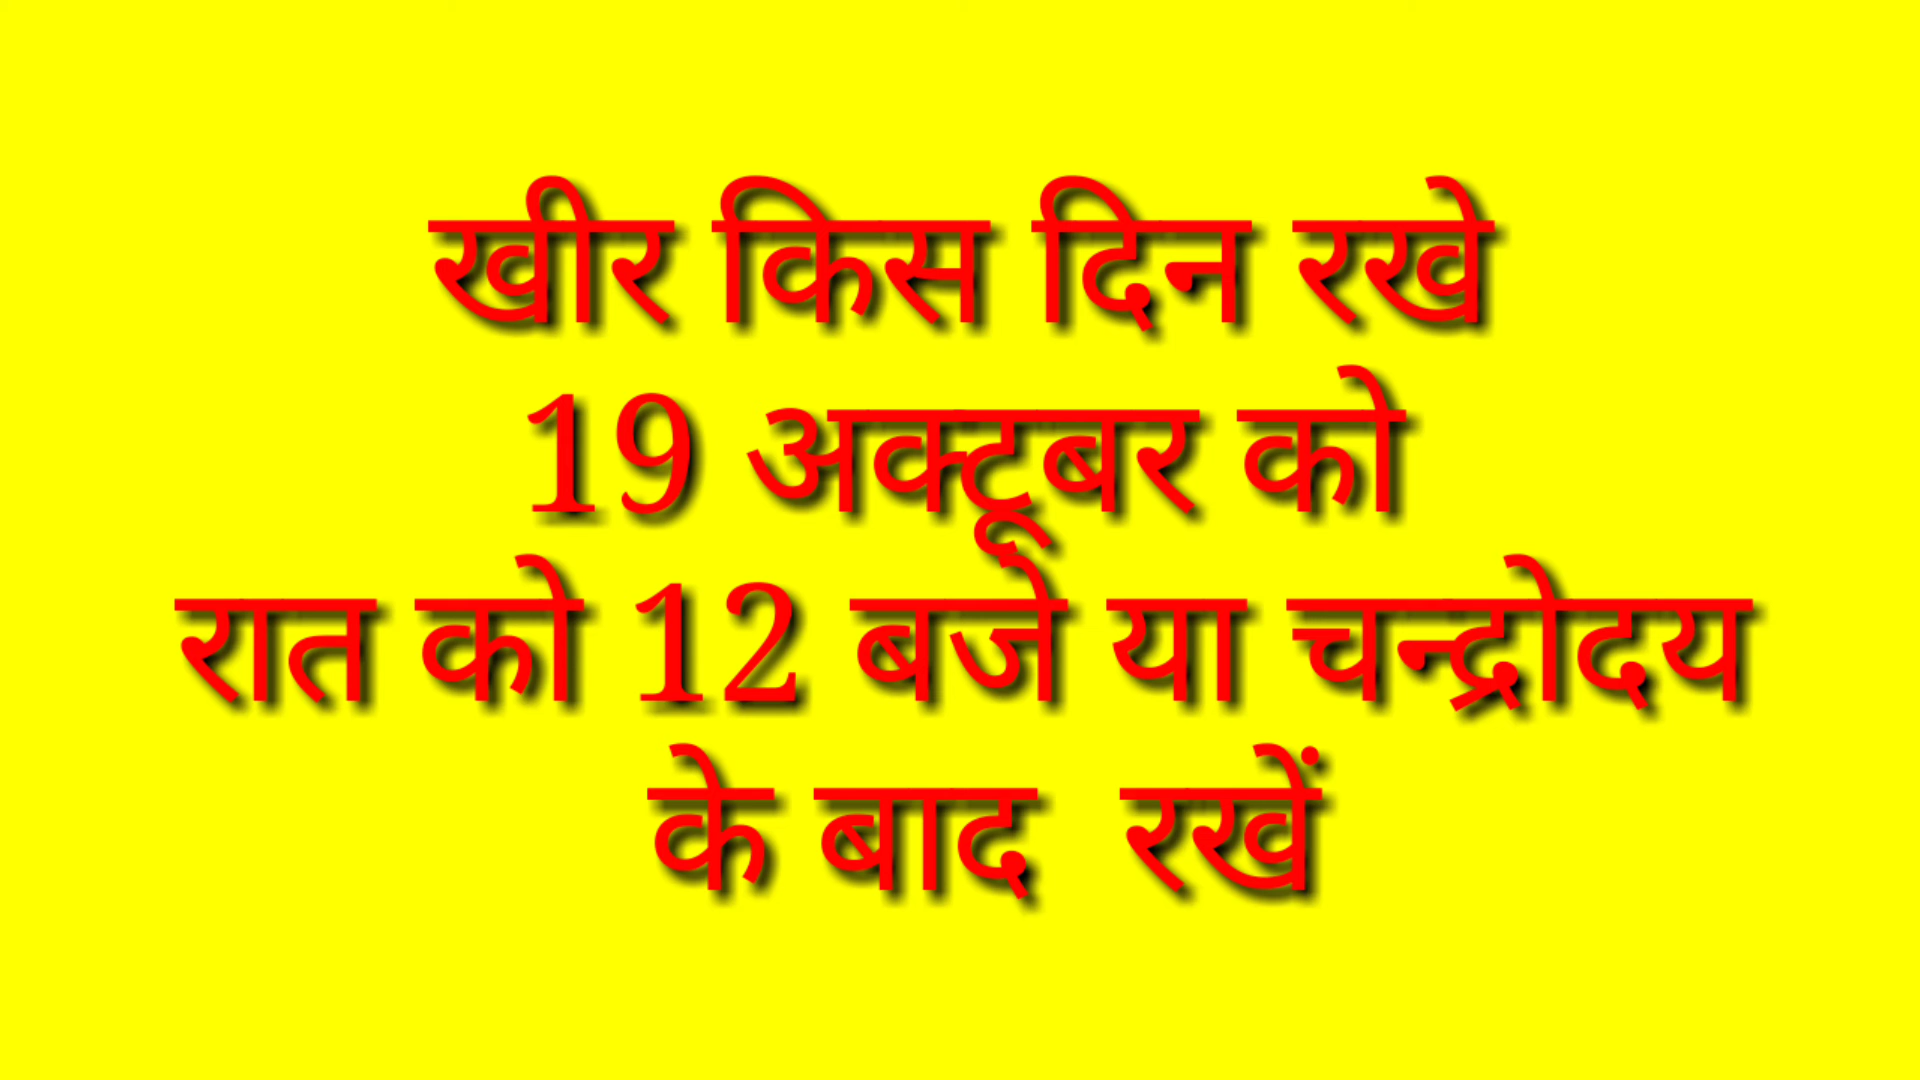 खीर किस दिन रखे
19 अक्टूबर को
रात को 12 बजे या चन्द्रोदय
के बाद रखें